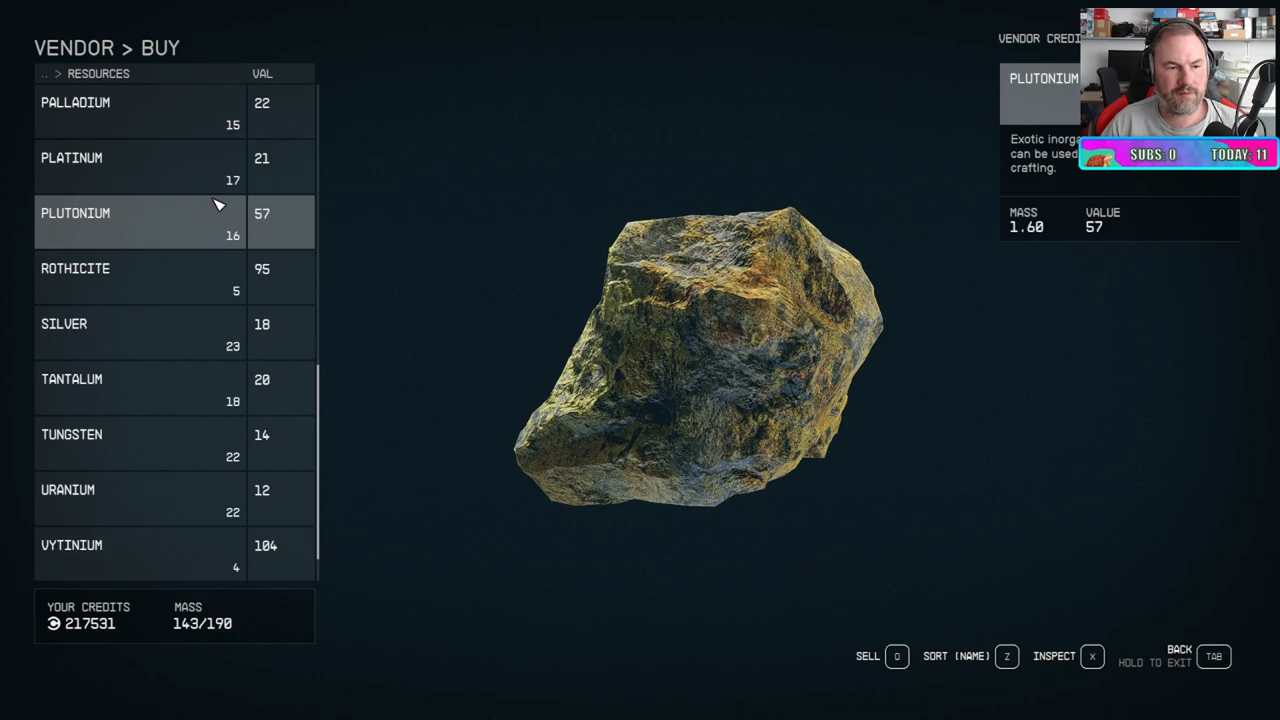 VENDOR > BUY
.. > RESOURCES VAL
PALLADIUM 22
15
PLATINUM 21
17
PLUTONIUM 57
16
ROTHICITE 95
5
SILVER 18
23
TANTALUM 20
18
TUNGSTEN 14
22
URANIUM 12
22
VYTINIUM 104
4
YOUR CREDITS MASS
217531 143/190
VENDOR
PLUTONIUM
Exotic
can be used
crafting.
MASS VALUE
1.60 57
SUBS: 0 TODAY: 11
SELL Q SORT (NAME) Z INSPECT X BACK TAB
HOLD TO EXIT